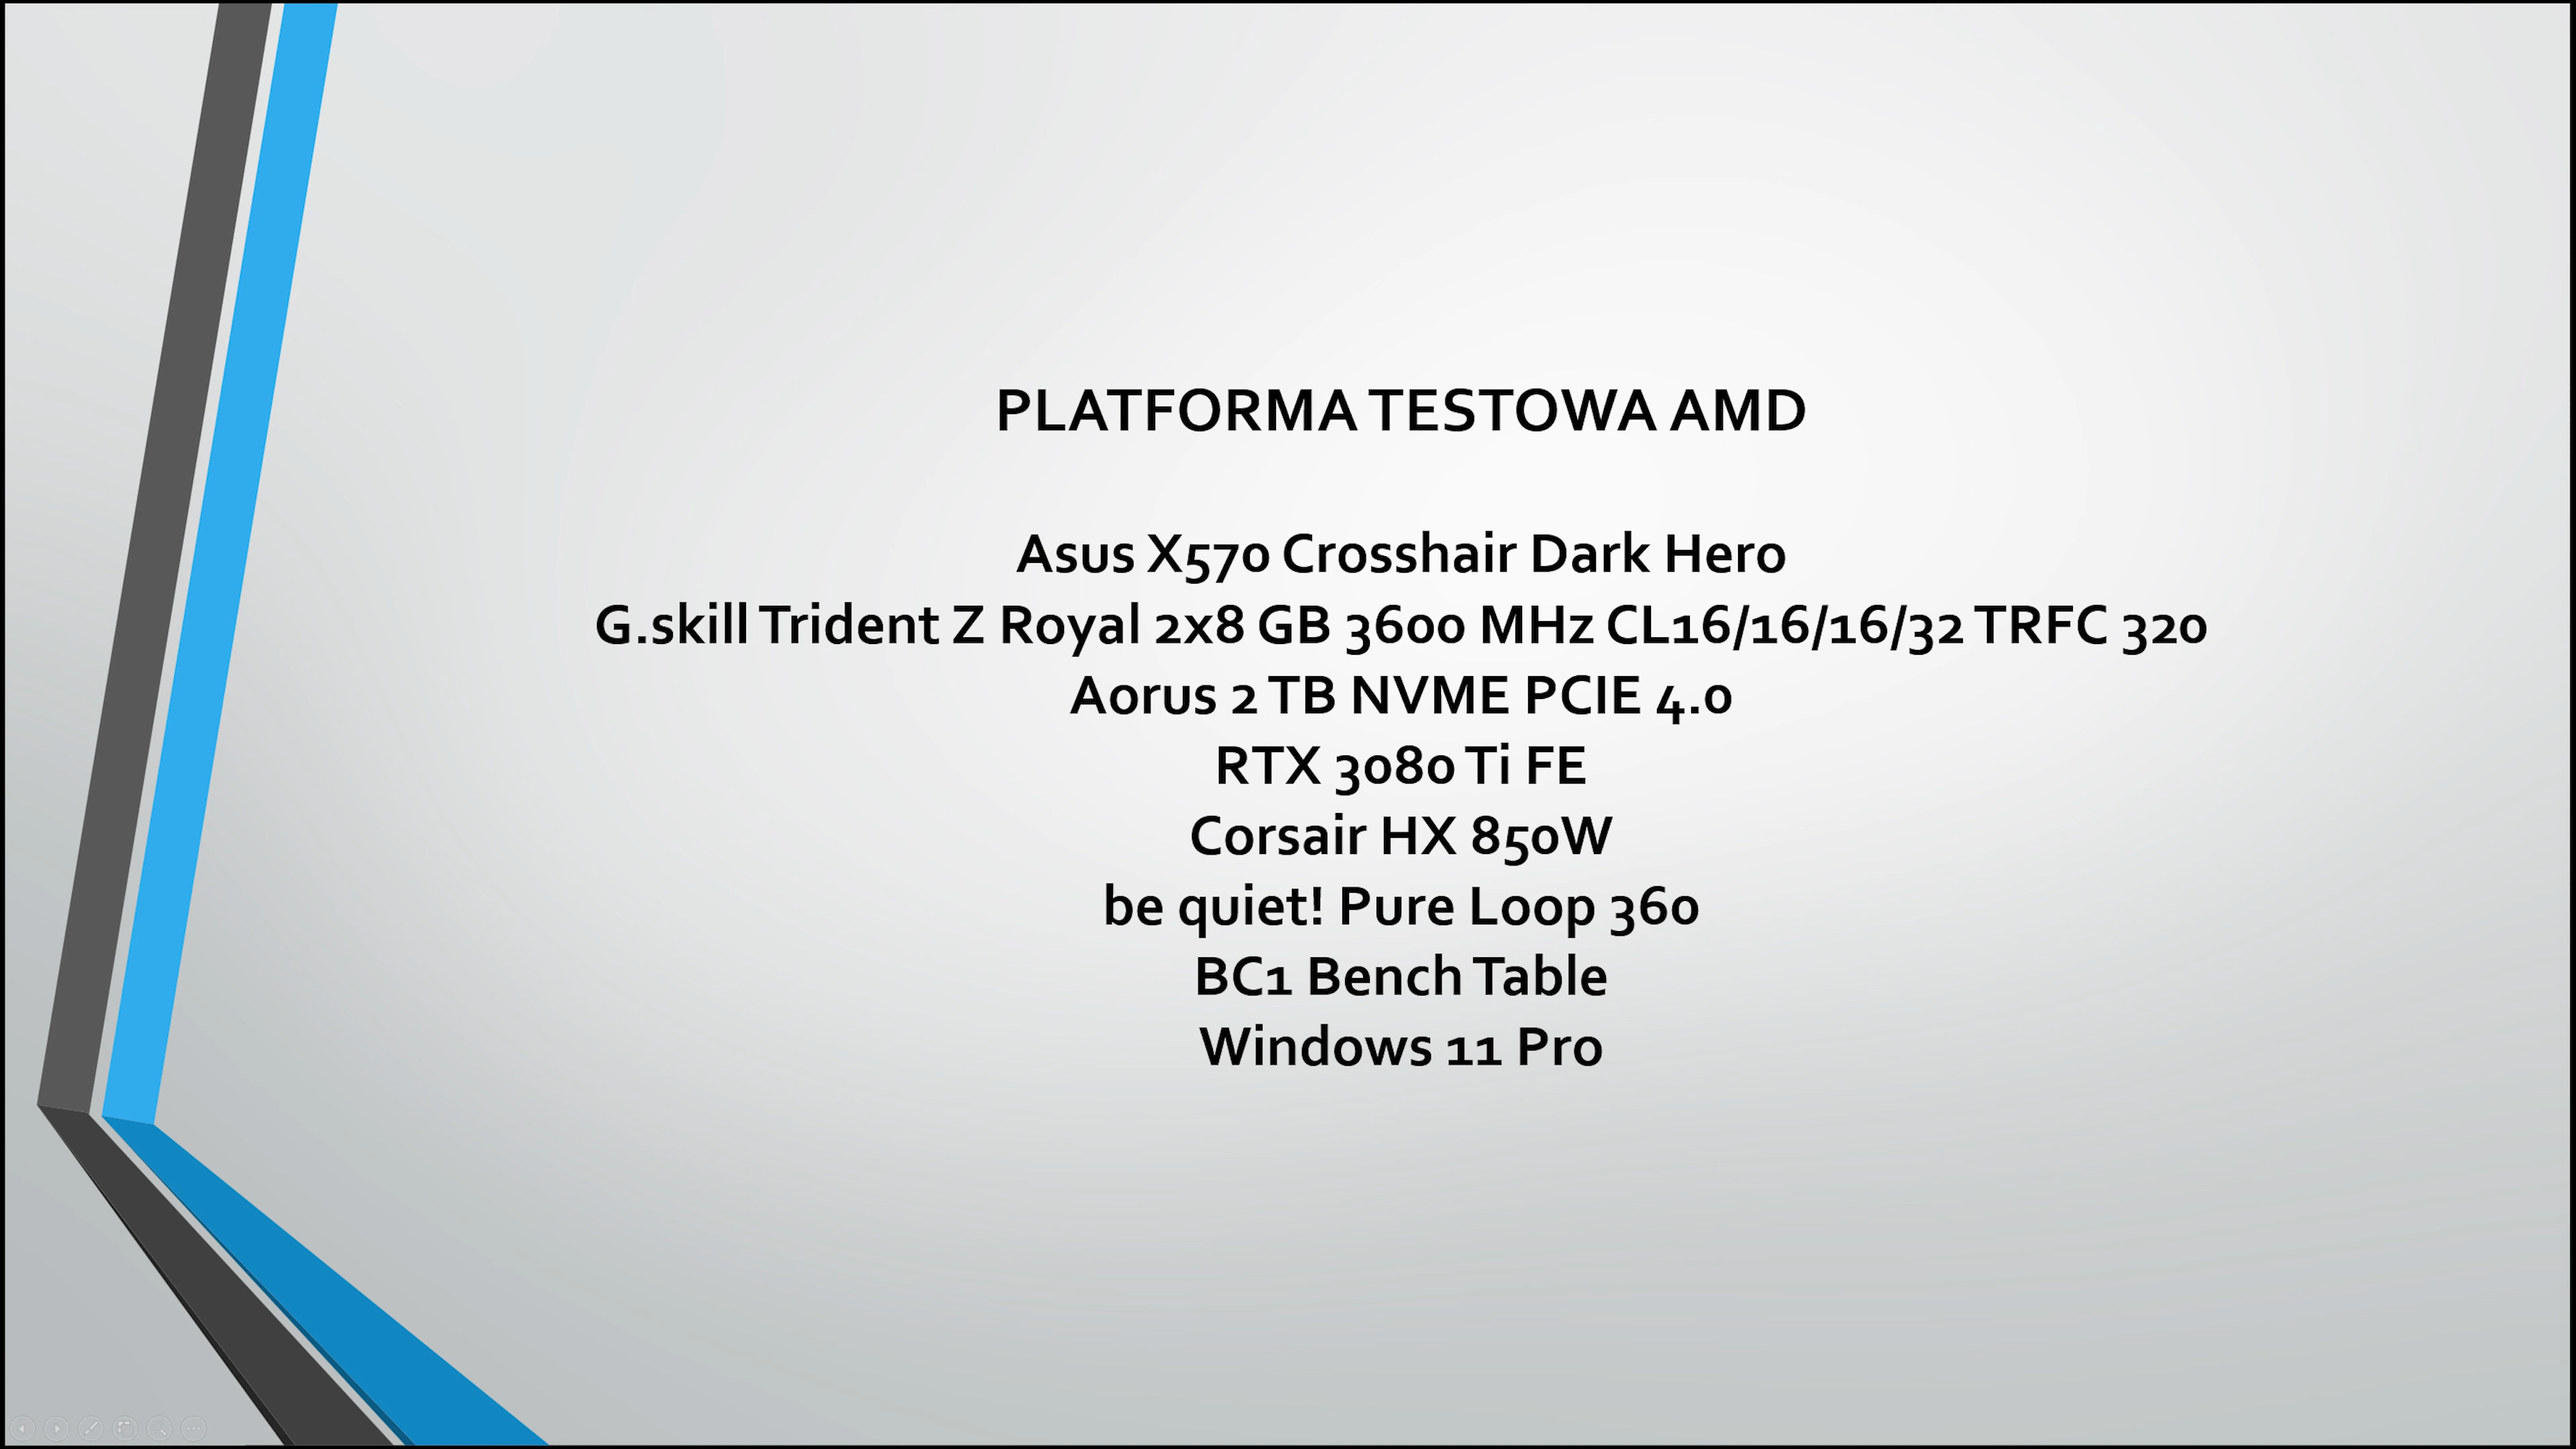 PLATFORMA TESTOWA AMD
Asus X570 Crosshair Dark Hero
G.skill Trident Z Royal 2x8 GB 3600 MHz CL16/16/16/32 TRFC 320
Aorus 2 TB NVME PCIE 4.0
RTX 3080 Ti FE
Corsair HX 850W
be quiet! Pure Loop 360
BC1 Bench Table
Windows 11 Pro